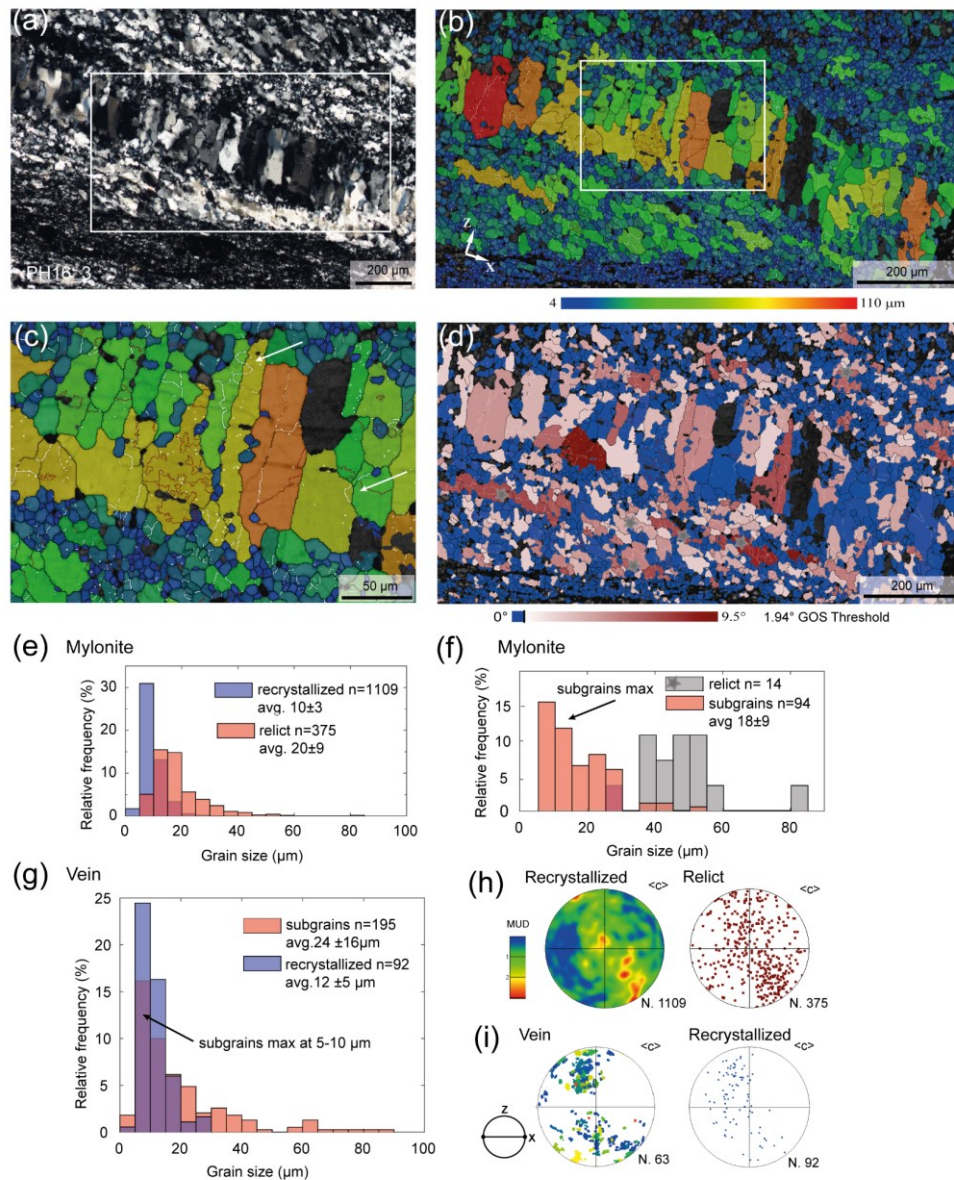 (a)
PH16_3
200 µm
(b)
z
x
200 µm
4
110 µm
(c)
50 µm
(d)
200 µm
0°
9.5°
1.94° GOS Threshold
(e) Mylonite
Relative frequency (%)
30
15
5
0
recrystallized n=1109
avg. 10±3
relict n=375
avg. 20±9
0 20 40 60 80 100
Grain size (µm)
(f) Mylonite
Relative frequency (%)
15
10
5
0
subgrains max
relict n= 14
subgrains n=94
avg 18±9
0 20 40 60 80
Grain size (µm)
(g) Vein
Relative frequency (%)
25
20
15
10
5
0
subgrains n=195
avg.24 ±16µm
recrystallized n=92
avg.12 ±5 µm
subgrains max at 5-10 µm
0 20 40 60 80 100
Grain size (µm)
(h) Recrystallized
<c>
MUD
1
2
N. 1109
Relict
<c>
N. 375
(i) Vein
<c>
z
x
N. 63
Recrystallized
<c>
N. 92